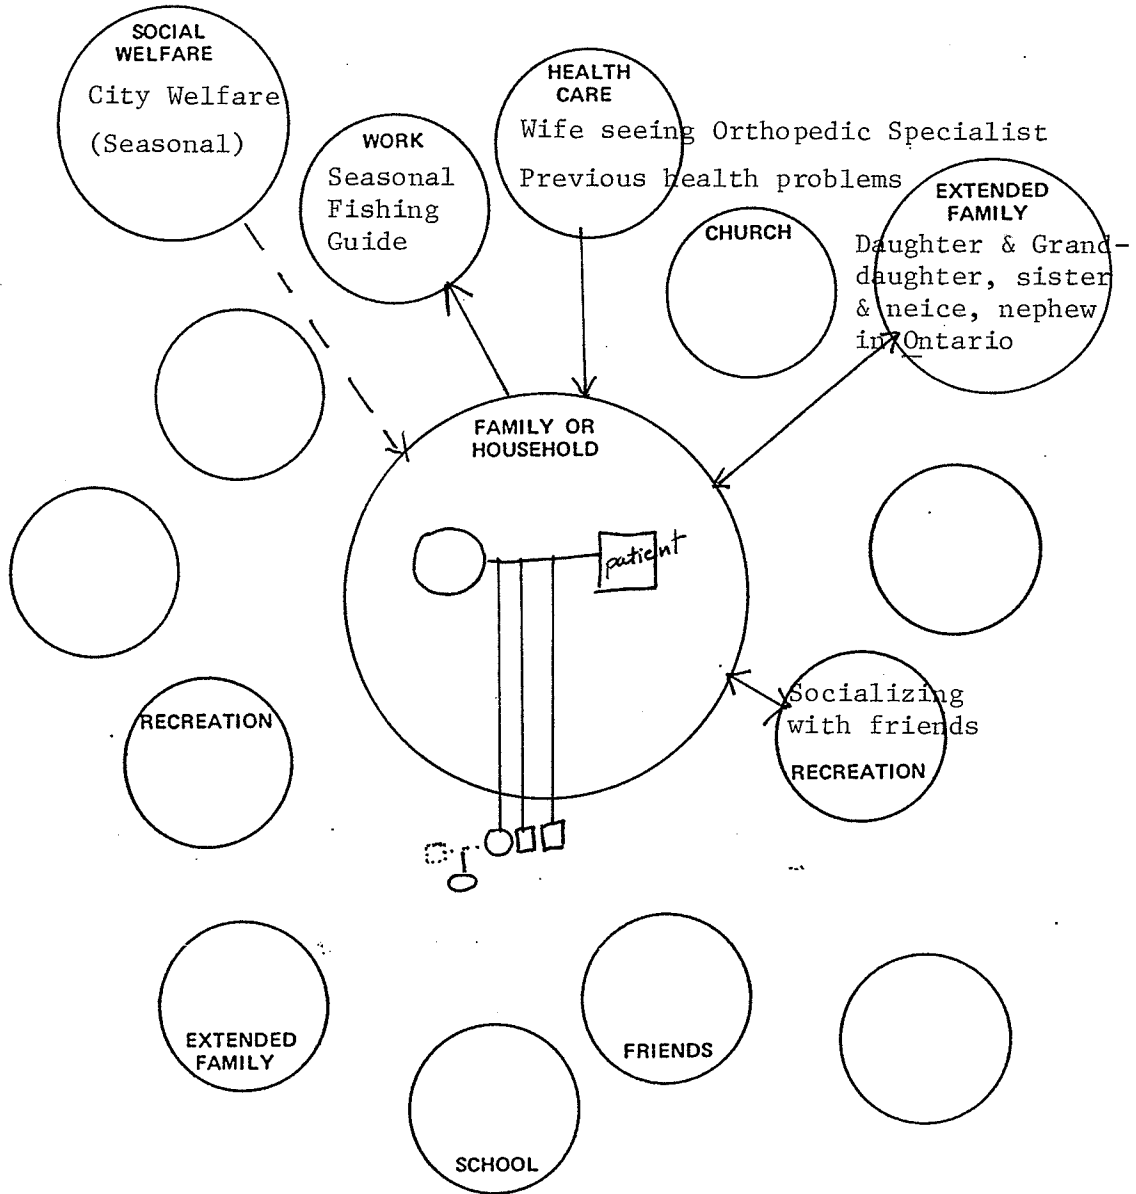 SOCIAL
WELFARE
City Welfare
(Seasonal)
WORK
Seasonal
Fishing
Guide
HEALTH
CARE
Wife seeing Orthopedic Specialist
Previous health problems
CHURCH
EXTENDED
FAMILY
Daughter & Grand-
daughter, sister
& neice, nephew
in Ontario
FAMILY OR
HOUSEHOLD
patient
RECREATION
Socializing
with friends
RECREATION
EXTENDED
FAMILY
FRIENDS
SCHOOL